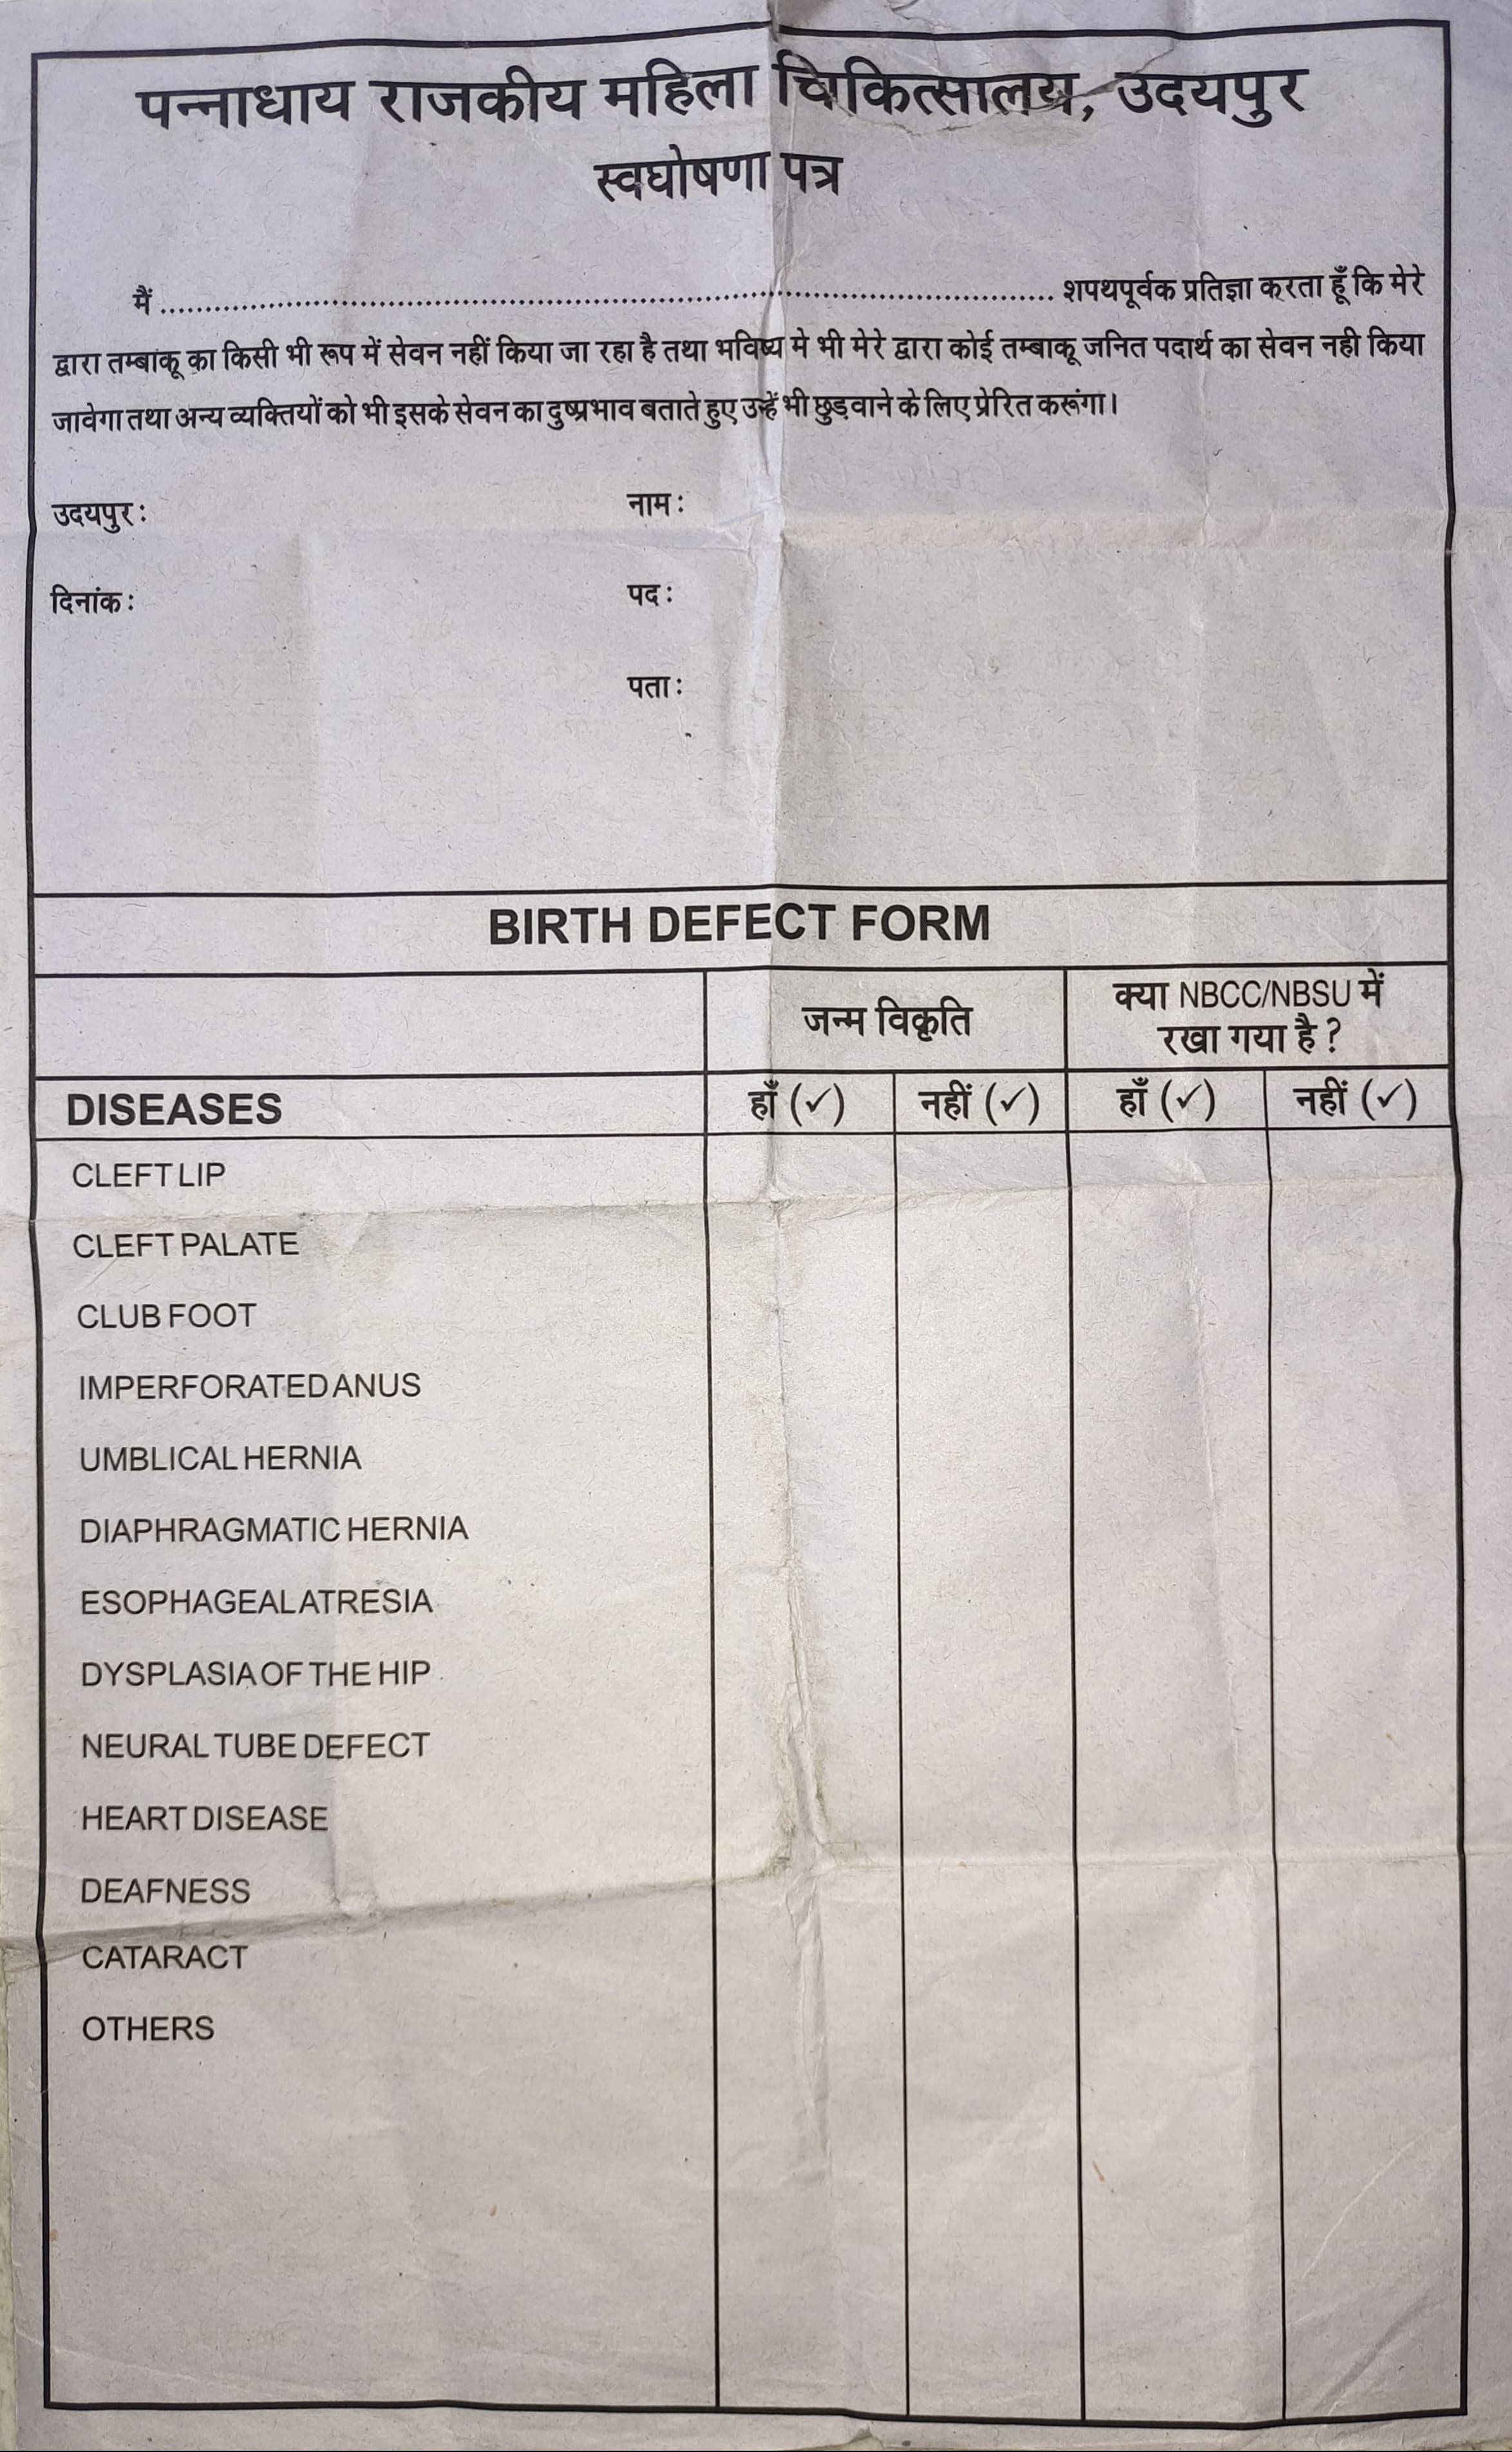 पन्नाधाय राजकीय महिला चिकित्सालय, उदयपुर
स्वघोषणा पत्र
मैं ........................................................................................................ शपथपूर्वक प्रतिज्ञा करता हूँ कि मेरे
द्वारा तम्बाकू का किसी भी रूप में सेवन नहीं किया जा रहा है तथा भविष्य मे भी मेरे द्वारा कोई तम्बाकू जनित पदार्थ का सेवन नही किया
जावेगा तथा अन्य व्यक्तियों को भी इसके सेवन का दुष्प्रभाव बताते हुए उन्हें भी छुड़वाने के लिए प्रेरित करूंगा।
उदयपुर : नाम :
दिनांक : पद :
पता :
BIRTH DEFECT FORM
जन्म विकृति क्या NBCC/NBSU में
रखा गया है ?
DISEASES हाँ (✓) नहीं (✓) हाँ (✓) नहीं (✓)
CLEFT LIP
CLEFT PALATE
CLUB FOOT
IMPERFORATED ANUS
UMBLICAL HERNIA
DIAPHRAGMATIC HERNIA
ESOPHAGEAL ATRESIA
DYSPLASIA OF THE HIP
NEURAL TUBE DEFECT
HEART DISEASE
DEAFNESS
CATARACT
OTHERS